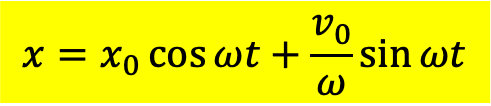 x = x₀ cos ωt + v₀/ω sin ωt